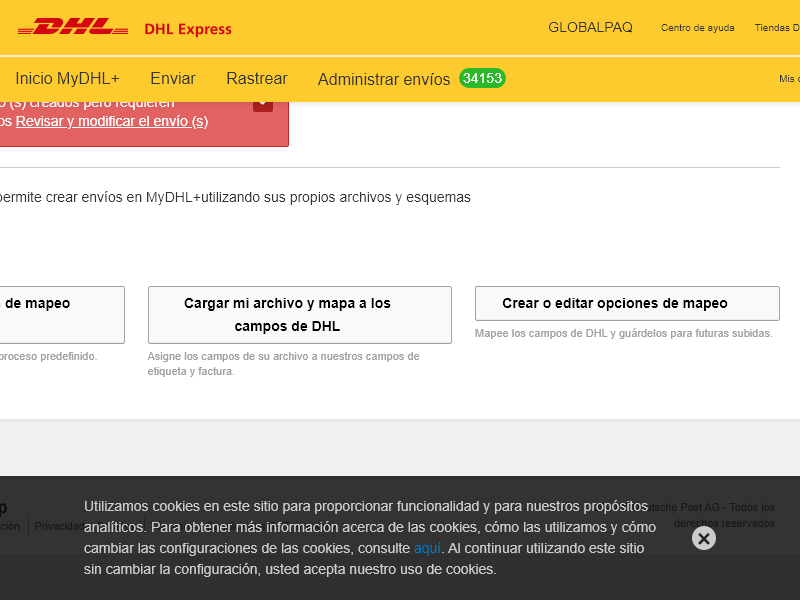 DHL DHL Express GLOBALPAQ Centro de ayuda Tiendas D
Inicio MyDHL+ Enviar Rastrear Administrar envíos 34153 Mis
(s) creados pero requieren
os Revisar y modificar el envío (s)
permite crear envíos en MyDHL+utilizando sus propios archivos y esquemas
de mapeo
Cargar mi archivo y mapa a los
campos de DHL
Crear o editar opciones de mapeo
proceso predefinido.
Asigne los campos de su archivo a nuestros campos de
etiqueta y factura.
Mapee los campos de DHL y guárdelos para futuras subidas.
p
ción Privacidad
tsche Post AG - Todos los
derechos reservados
Utilizamos cookies en este sitio para proporcionar funcionalidad y para nuestros propósitos
analíticos. Para obtener más información acerca de las cookies, cómo las utilizamos y cómo
cambiar las configuraciones de las cookies, consulte aquí. Al continuar utilizando este sitio
sin cambiar la configuración, usted acepta nuestro uso de cookies.